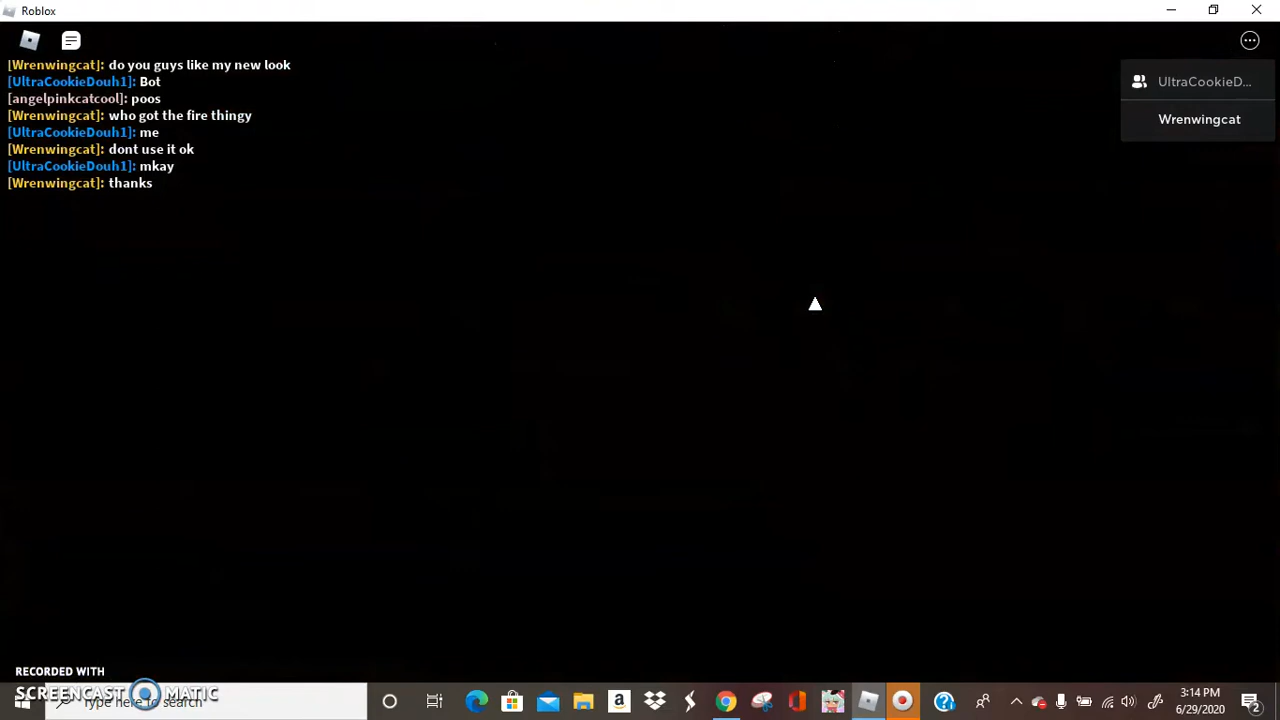 Roblox
[Wrenwingcat]: do you guys like my new look
[UltraCookieDouh1]: Bot
[angelpinkcatcool]: poos
[Wrenwingcat]: who got the fire thingy
[UltraCookieDouh1]: me
[Wrenwingcat]: dont use it ok
[UltraCookieDouh1]: mkay
[Wrenwingcat]: thanks
UltraCookieD...
Wrenwingcat
RECORDED WITH
SCREENCAST MATIC
Type here to search
3:14 PM
6/29/2020
2